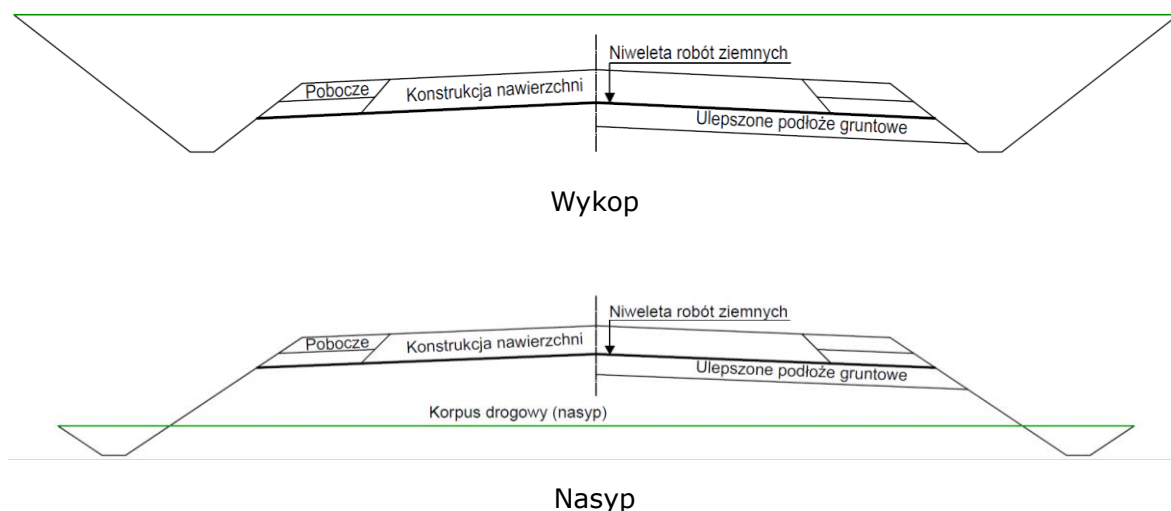 Niweleta robót ziemnych
Pobocze
Konstrukcja nawierzchni
Ulepszone podłoże gruntowe
Wykop
Niweleta robót ziemnych
Pobocze
Konstrukcja nawierzchni
Ulepszone podłoże gruntowe
Korpus drogowy (nasyp)
Nasyp